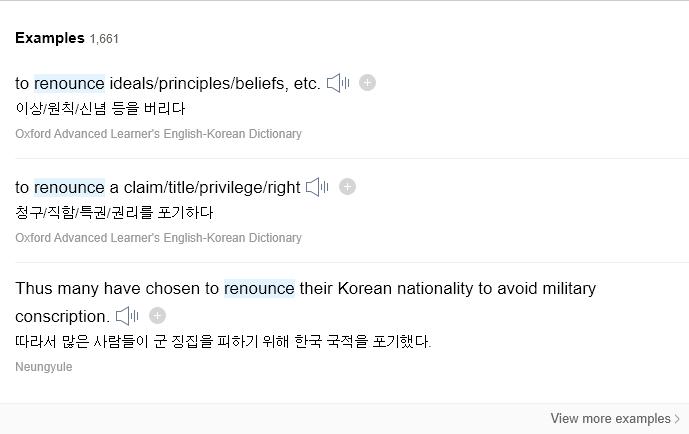 Examples 1,661
to renounce ideals/principles/beliefs, etc.
이상/원칙/신념 등을 버리다
Oxford Advanced Learner's English-Korean Dictionary
to renounce a claim/title/privilege/right
청구/직함/특권/권리를 포기하다
Oxford Advanced Learner's English-Korean Dictionary
Thus many have chosen to renounce their Korean nationality to avoid military
conscription.
따라서 많은 사람들이 군 징집을 피하기 위해 한국 국적을 포기했다.
Neungyule
View more examples